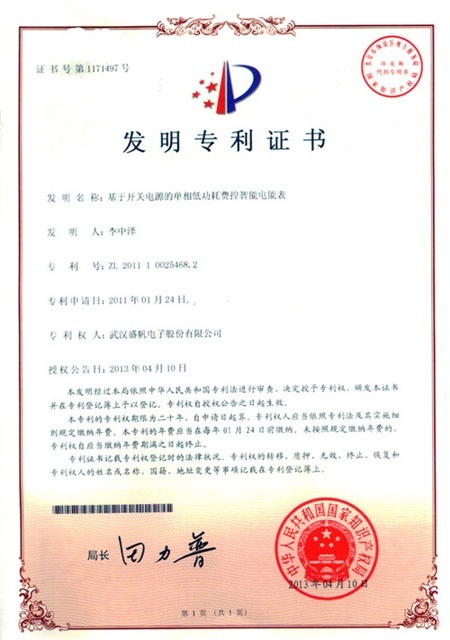 证书号第1171497号
印花税
代扣专用章
发明专利证书
发明名称：基于开关电源的单相低功耗费控智能电能表
发明人：李中泽
专利号：ZL 2011 1 0025468.2
专利申请日：2011年01月24日
专利权人：武汉盛帆电子股份有限公司
授权公告日：2013年04月10日
本发明经过本局依照中华人民共和国专利法进行审查，决定授予专利权，颁发本证书
并在专利登记簿上予以登记。专利权自授权公告之日起生效。
本专利的专利权期限为二十年，自申请日起算。专利权人应当依照专利法及其实施细
则规定缴纳年费。本专利的年费应当在每年01月24日前缴纳。未按照规定缴纳年费的，
专利权自应当缴纳年费期满之日起终止。
专利证书记载专利权登记时的法律状况。专利权的转移、质押、无效、终止、恢复和
专利权人的姓名或名称、国籍、地址变更等事项记载在专利登记簿上。
局长 田力普
中华人民共和国国家知识产权局
2013年04月10日
第1页（共1页）